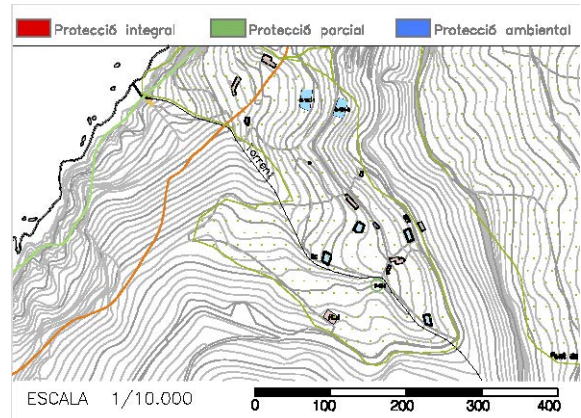 Protecció integral Protecció parcial Protecció ambiental
Torrent
ESCALA 1/10.000
0 100 200 300 400